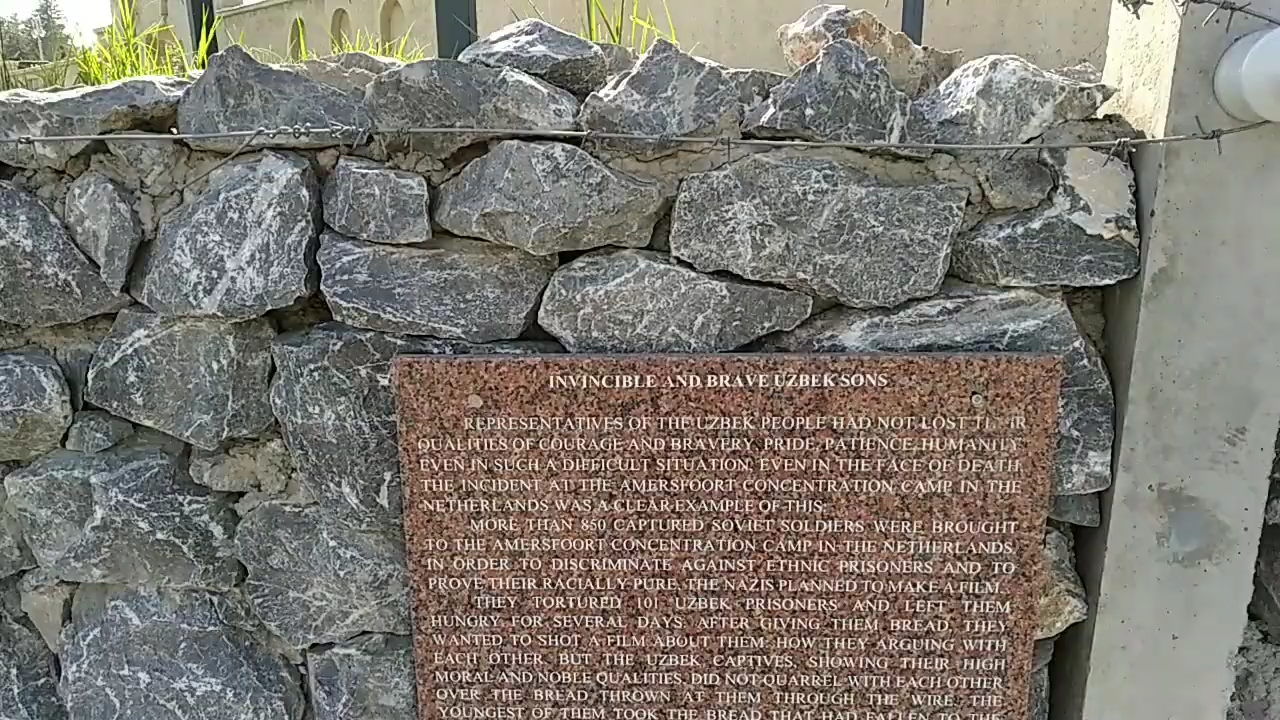 INVINCIBLE AND BRAVE UZBEK SONS
REPRESENTATIVES OF THE UZBEK PEOPLE HAD NOT LOST THEIR
QUALITIES OF COURAGE AND BRAVERY, PRIDE, PATIENCE, HUMANITY
EVEN IN SUCH A DIFFICULT SITUATION, EVEN IN THE FACE OF DEATH.
THE INCIDENT AT THE AMERSFOORT CONCENTRATION CAMP IN THE
NETHERLANDS WAS A CLEAR EXAMPLE OF THIS:
MORE THAN 850 CAPTURED SOVIET SOLDIERS WERE BROUGHT
TO THE AMERSFOORT CONCENTRATION CAMP IN THE NETHERLANDS.
IN ORDER TO DISCRIMINATE AGAINST ETHNIC PRISONERS AND TO
PROVE THEIR RACIALLY PURE, THE NAZIS PLANNED TO MAKE A FILM.
THEY TORTURED 101 UZBEK PRISONERS AND LEFT THEM
HUNGRY FOR SEVERAL DAYS. AFTER GIVING THEM BREAD, THEY
WANTED TO SHOT A FILM ABOUT THEM: HOW THEY ARGUING WITH
EACH OTHER. BUT THE UZBEK CAPTIVES, SHOWING THEIR HIGH
MORAL AND NOBLE QUALITIES, DID NOT QUARREL WITH EACH OTHER
OVER THE BREAD THROWN AT THEM THROUGH THE WIRE. THE
YOUNGEST OF THEM TOOK THE BREAD THAT HAD FALLEN TO THE